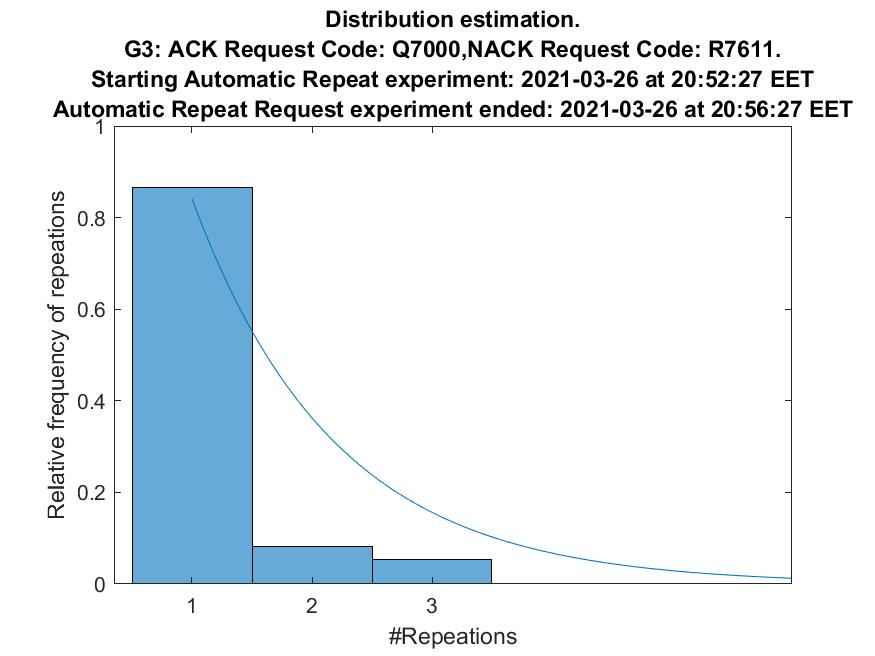 Distribution estimation.
G3: ACK Request Code: Q7000,NACK Request Code: R7611.
Starting Automatic Repeat experiment: 2021-03-26 at 20:52:27 EET
Automatic Repeat Request experiment ended: 2021-03-26 at 20:56:27 EET
1
0.8
0.6
0.4
0.2
0
Relative frequency of repeations
1 2 3
#Repeations